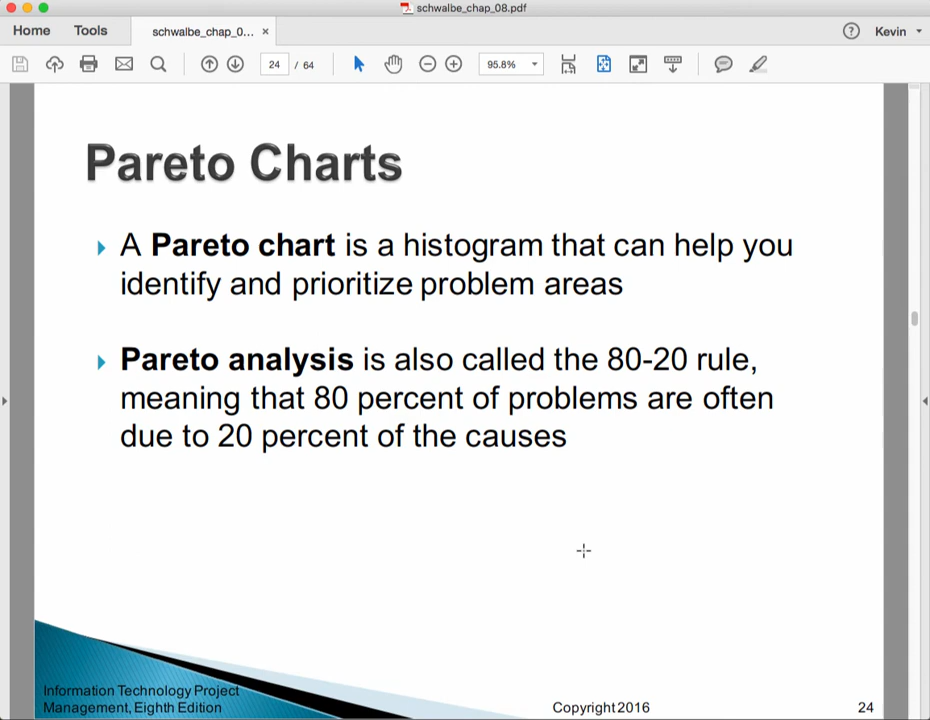 schwalbe_chap_08.pdf
Home Tools schwalbe_chap_0... × ? Kevin
24 / 64 95.8%
Pareto Charts
A Pareto chart is a histogram that can help you
identify and prioritize problem areas
Pareto analysis is also called the 80-20 rule,
meaning that 80 percent of problems are often
due to 20 percent of the causes
Information Technology Project
Management, Eighth Edition
Copyright 2016
24